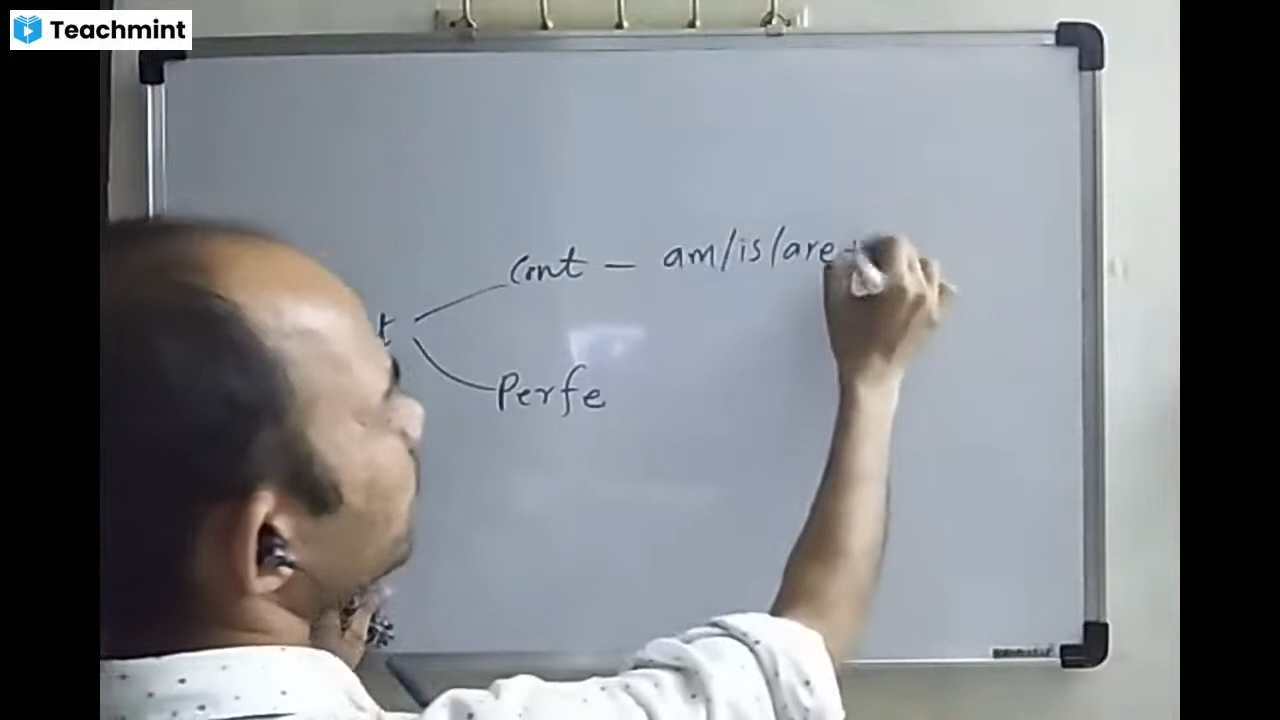 Teachmint
Cont – am/is/are +
t
Perfe